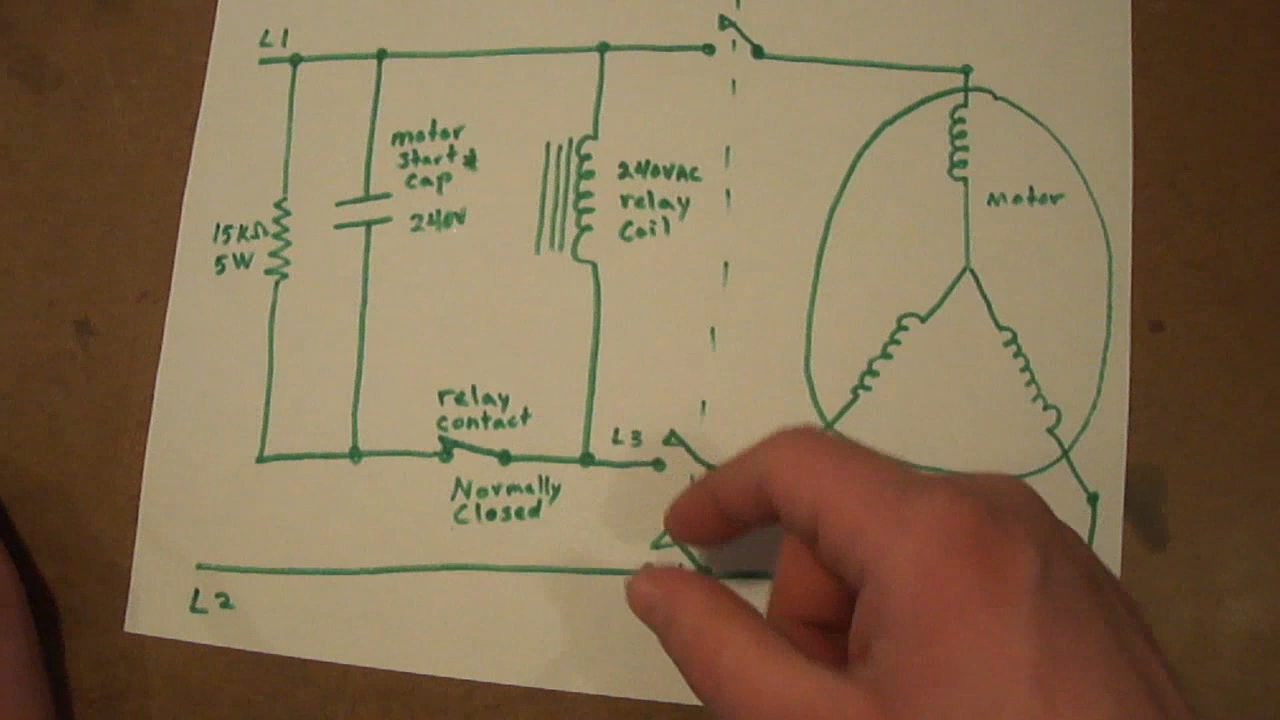 L1
motor
start
cap
240V
15KΩ
5W
240VAC
relay
Coil
Motor
relay
contact
L3
Normally
Closed
L2